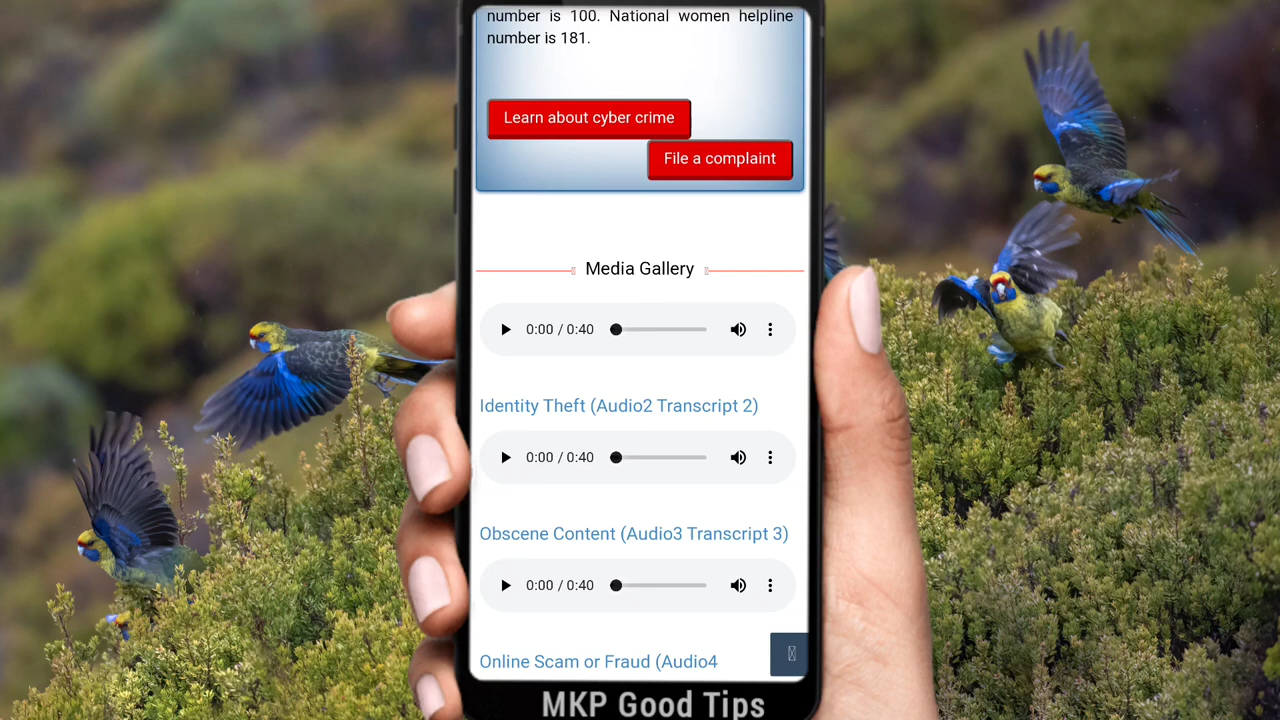 number is 100. National women helpline
number is 181.
Learn about cyber crime
File a complaint
Media Gallery
0:00 / 0:40
Identity Theft (Audio2 Transcript 2)
0:00 / 0:40
Obscene Content (Audio3 Transcript 3)
0:00 / 0:40
Online Scam or Fraud (Audio4
MKP Good Tips